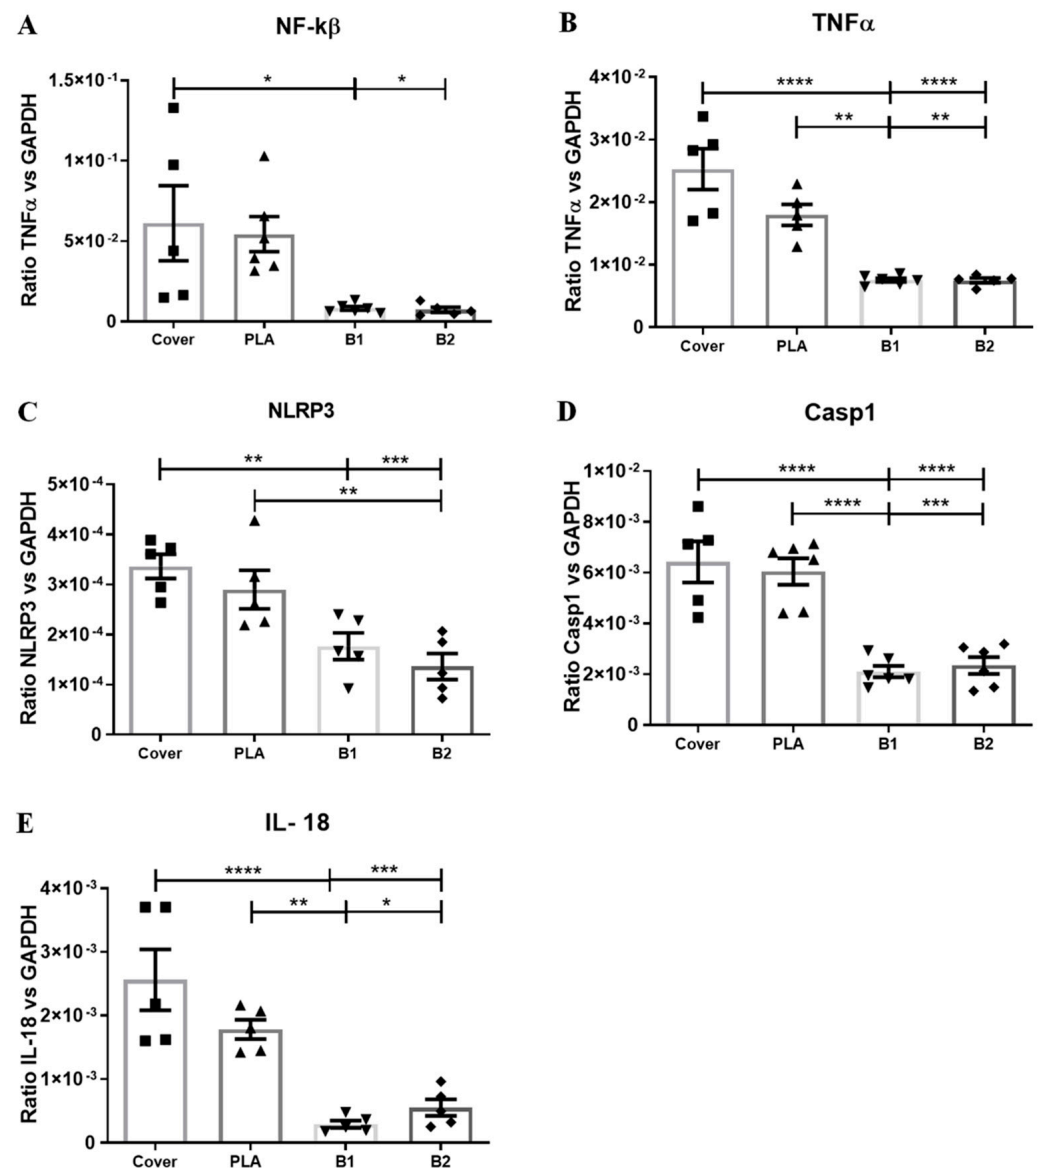 A
NF-kβ
Ratio TNFα vs GAPDH
1.5×10⁻¹
1×10⁻¹
5×10⁻²
0
*
*
Cover
PLA
B1
B2
B
TNFα
Ratio TNFα vs GAPDH
4×10⁻²
3×10⁻²
2×10⁻²
1×10⁻²
0
****
****
**
**
Cover
PLA
B1
B2
C
NLRP3
Ratio NLRP3 vs GAPDH
5×10⁻⁴
4×10⁻⁴
3×10⁻⁴
2×10⁻⁴
1×10⁻⁴
0
**
***
**
Cover
PLA
B1
B2
D
Casp1
Ratio Casp1 vs GAPDH
1×10⁻²
8×10⁻³
6×10⁻³
4×10⁻³
2×10⁻³
0
****
****
****
***
Cover
PLA
B1
B2
E
IL- 18
Ratio IL-18 vs GAPDH
4×10⁻³
3×10⁻³
2×10⁻³
1×10⁻³
0
****
***
**
*
Cover
PLA
B1
B2